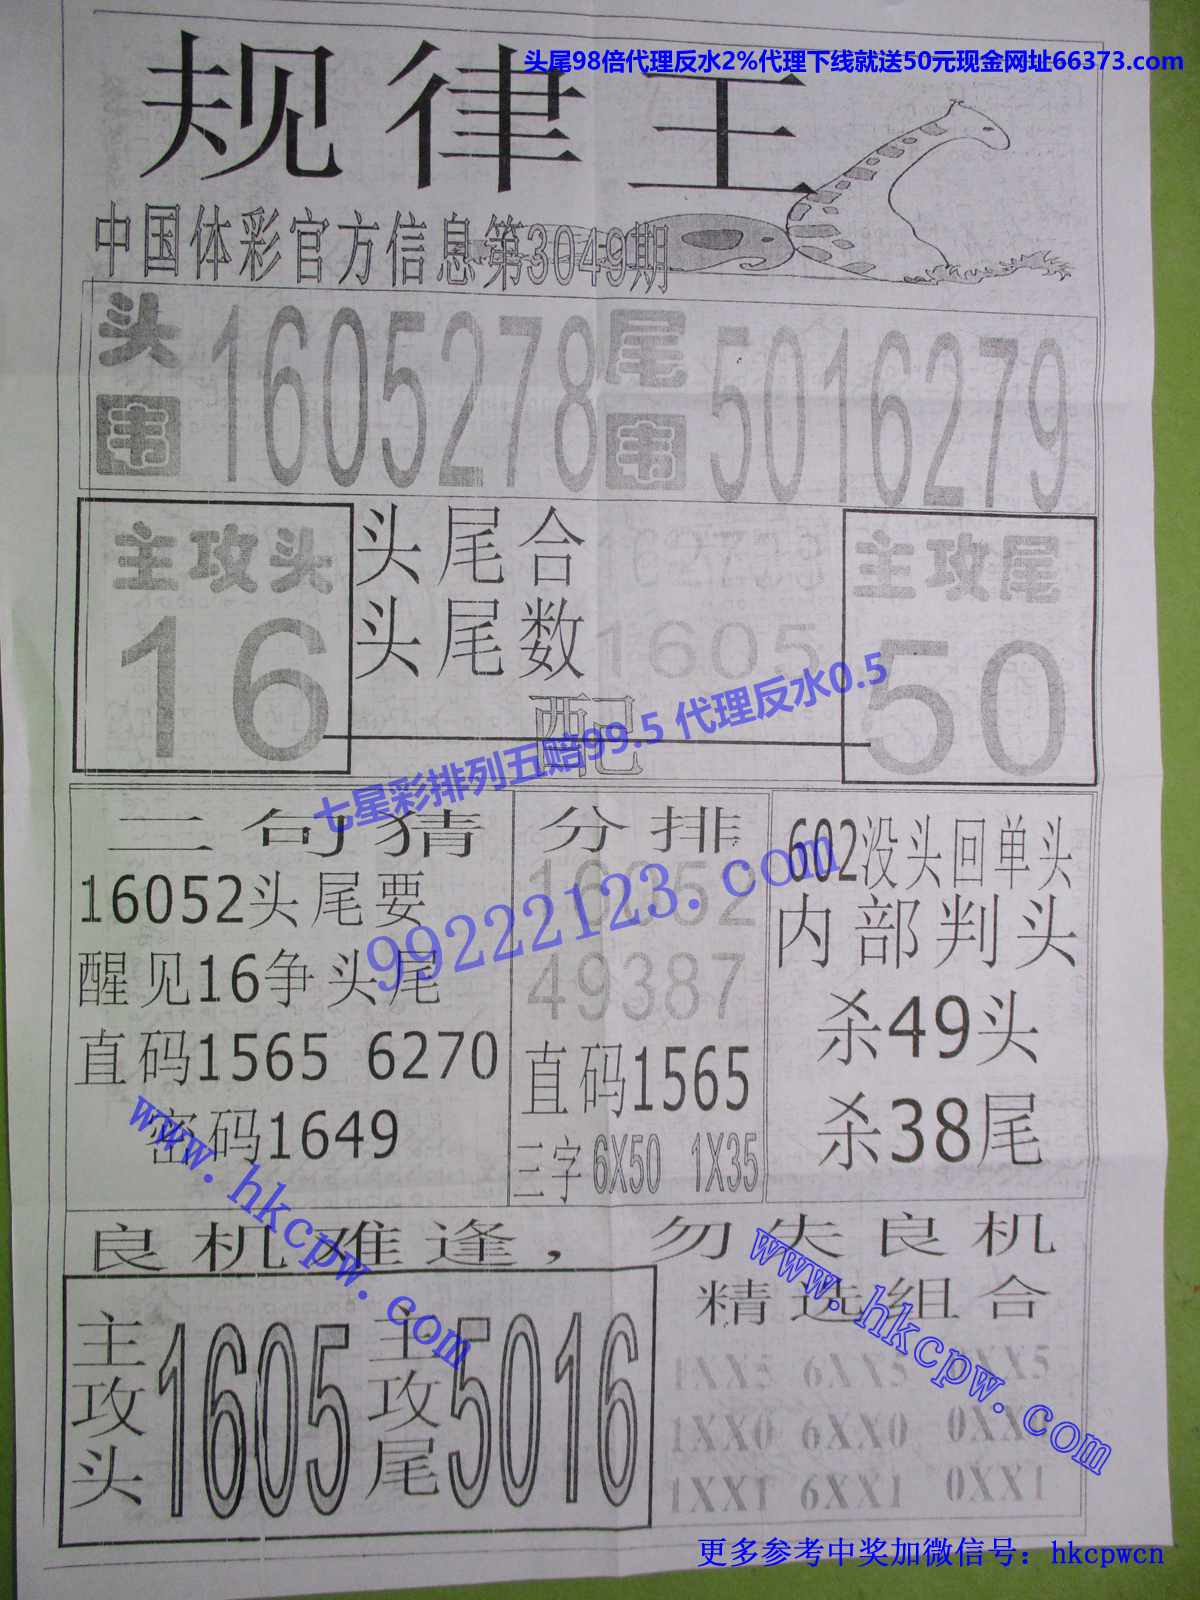 头尾98倍代理反水2%代理下线就送50元现金网址66373.com
规律王
中国体彩官方信息第3049期
头围 1605278 尾围 5016279
主攻头 16
头尾合 162738
头尾数 1605
配
主攻尾 50
七星彩排列五赔99.5 代理反水0.5
99222123.com
二句猜
16052头尾要
醒见16争头尾
直码1565 6270
密码1649
分排
16052
49387
直码1565
三字 6X50 1X35
602没头回单头
内部判头
杀49头
杀38尾
www.hkcpw.com
www.hkcpw.com
良机难逢，勿失良机
主攻头 1605 主攻尾 5016
精选组合
1XX5 6XX5 0XX5
1XX0 6XX0 0XX0
1XX1 6XX1 0XX1
更多参考中奖加微信号：hkcpwcn